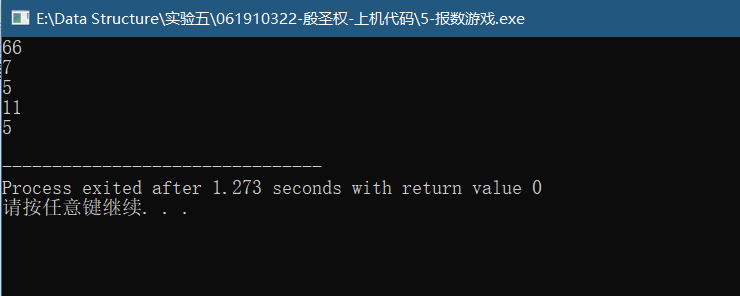 E:\Data Structure\实验五\061910322-殷圣权-上机代码\5-报数游戏.exe
66
7
5
11
5
--------------------------------
Process exited after 1.273 seconds with return value 0
请按任意键继续. . .